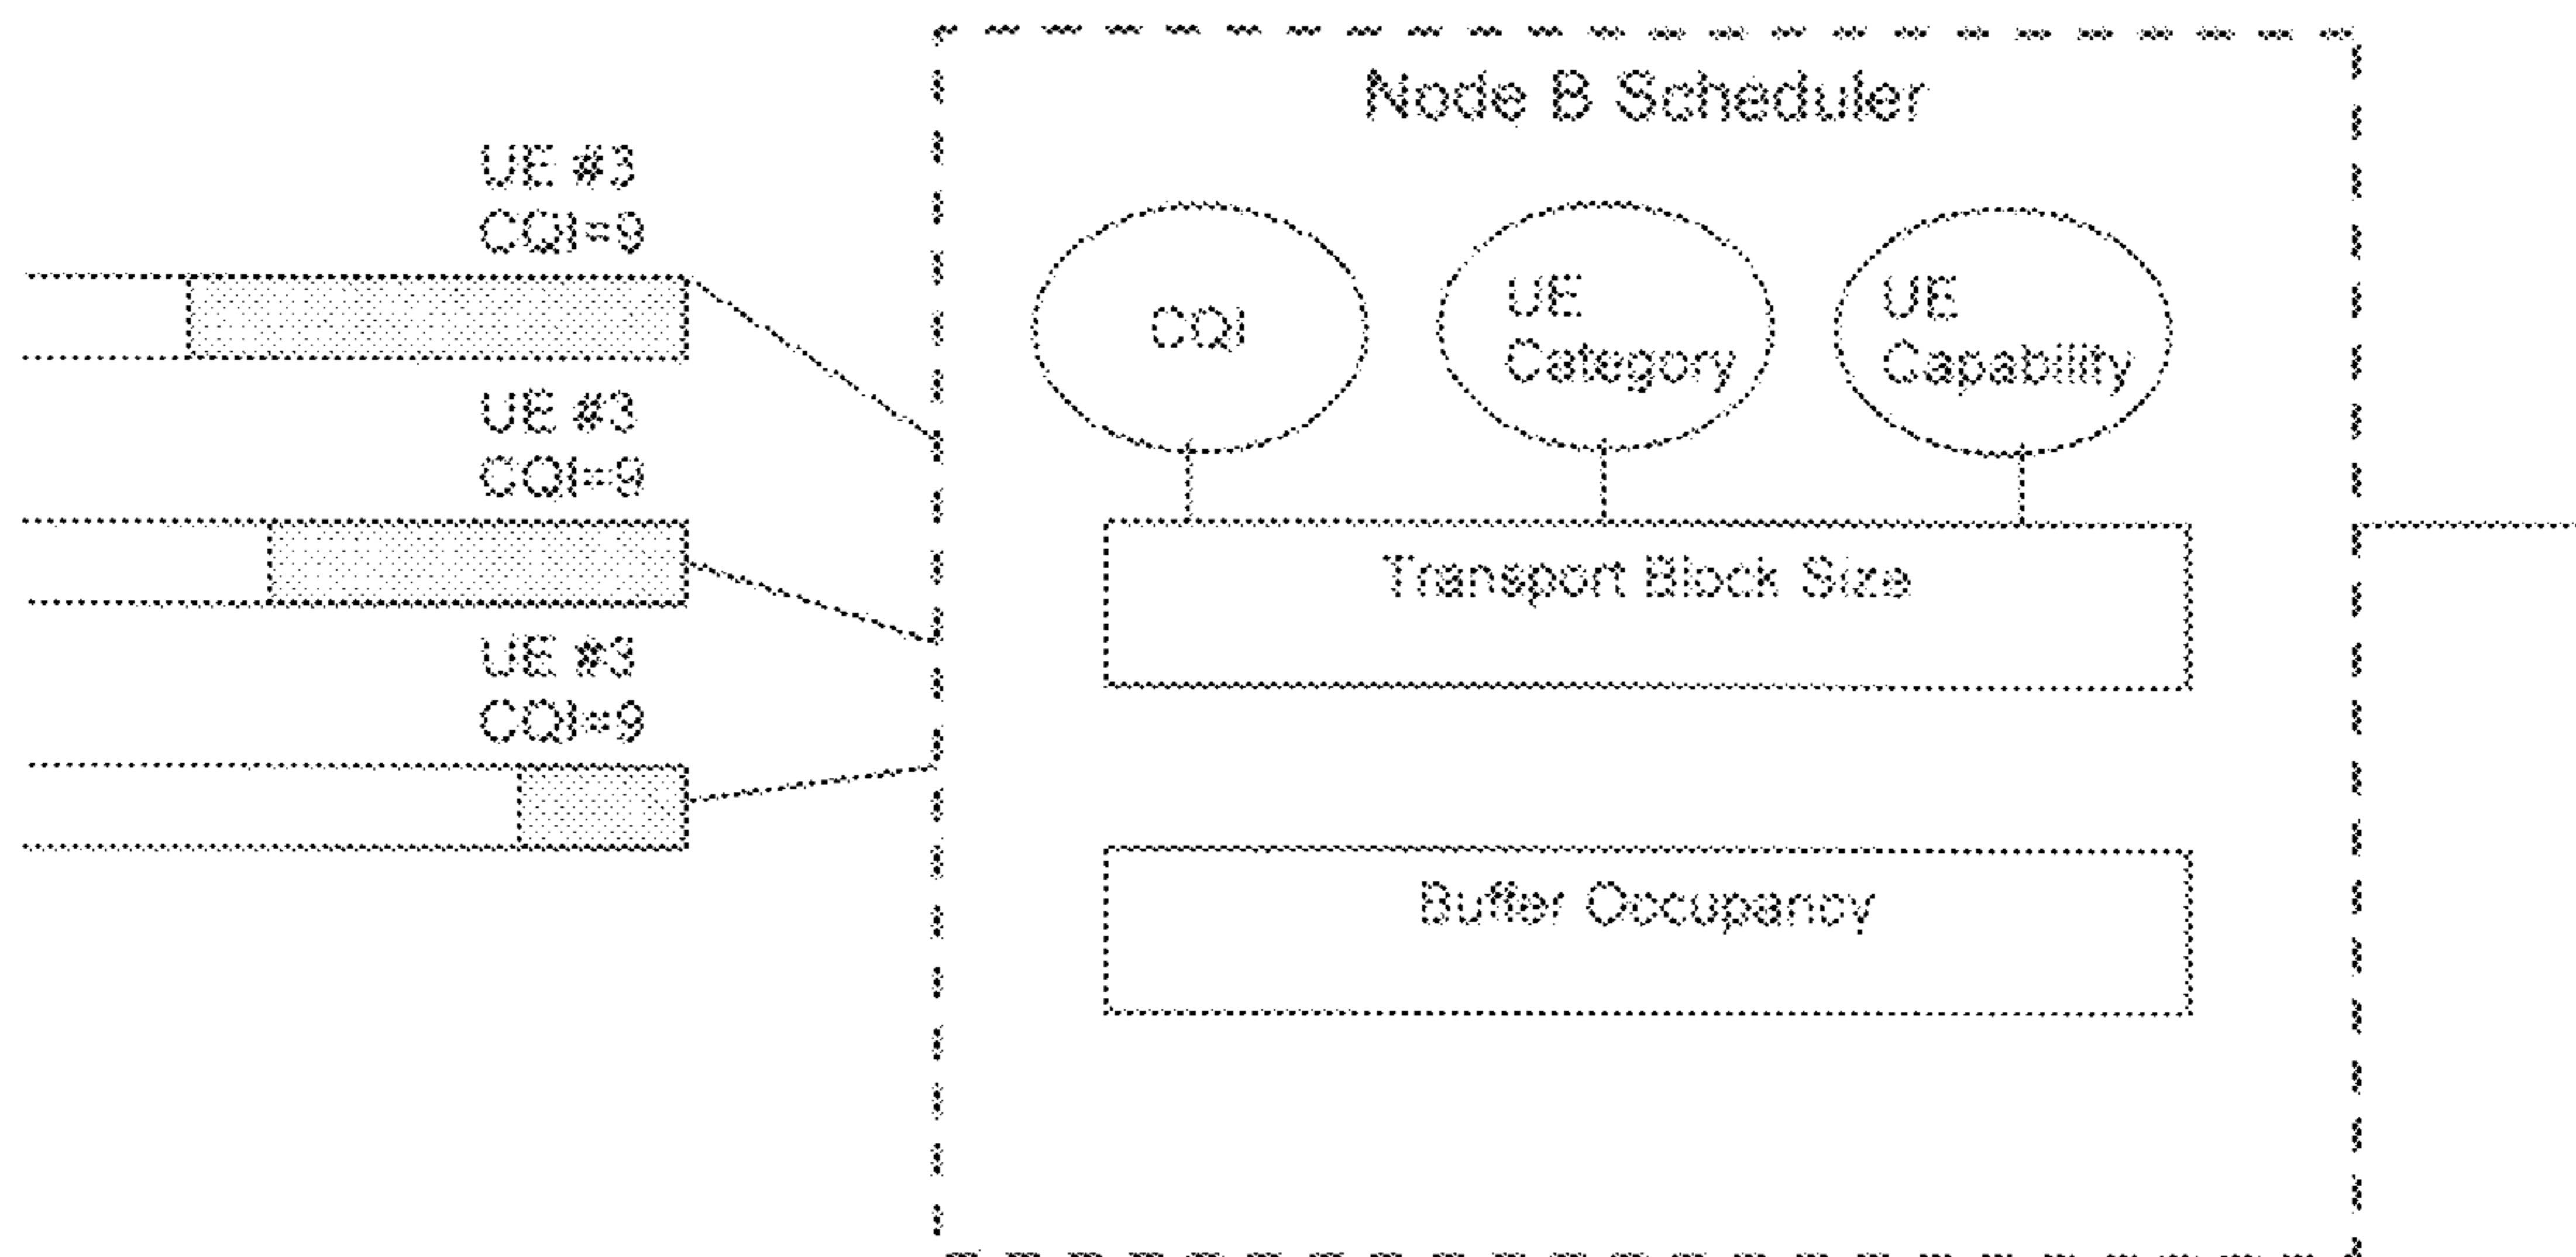 Node B Scheduler
UE #3
CQI=9
UE #3
CQI=9
UE #3
CQI=9
CQI
UE
Category
UE
Capability
Transport Block Size
Buffer Occupancy